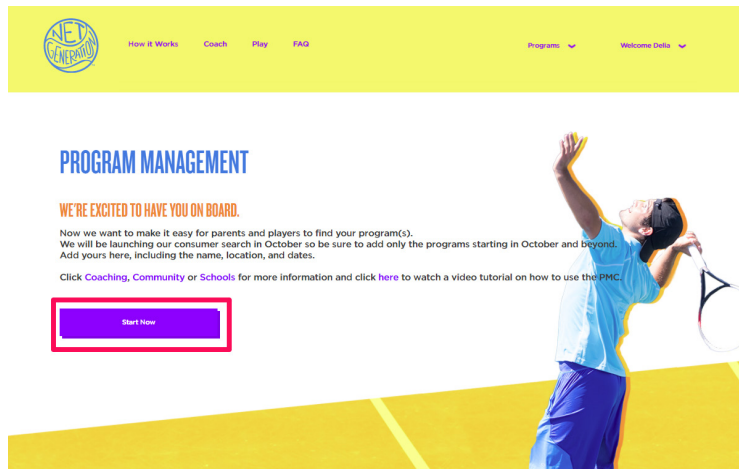 NET
GENERATION
How it Works Coach Play FAQ Programs Welcome Delia
PROGRAM MANAGEMENT
WE'RE EXCITED TO HAVE YOU ON BOARD.
Now we want to make it easy for parents and players to find your program(s).
We will be launching our consumer search in October so be sure to add only the programs starting in October and beyond.
Add yours here, including the name, location, and dates.
Click Coaching, Community or Schools for more information and click here to watch a video tutorial on how to use the PMC.
Start Now